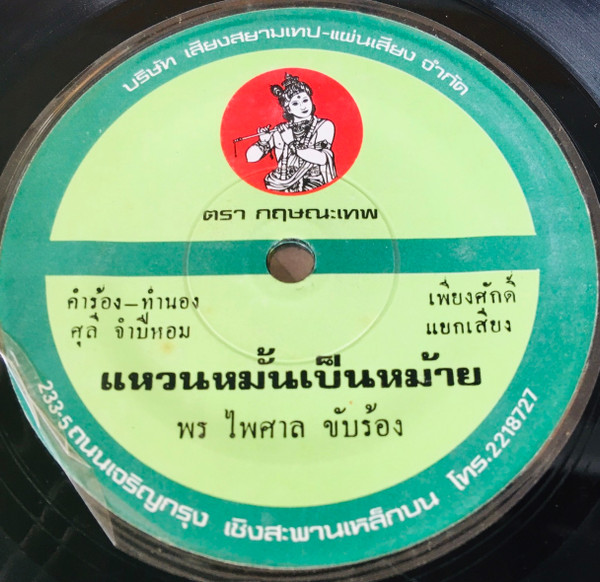 บริษัท เสียงสยามเทป-แผ่นเสียง จำกัด
ตรา กฤษณะเทพ
คำร้อง-ทำนอง
ศุลี จำปีหอม
เพียงศักดิ์
แยกเสียง
แหวนหมั้นเป็นหม้าย
พร ไพศาล ขับร้อง
233-5 ถนนเจริญกรุง เชิงสะพานเหล็กบน โทร.2218727